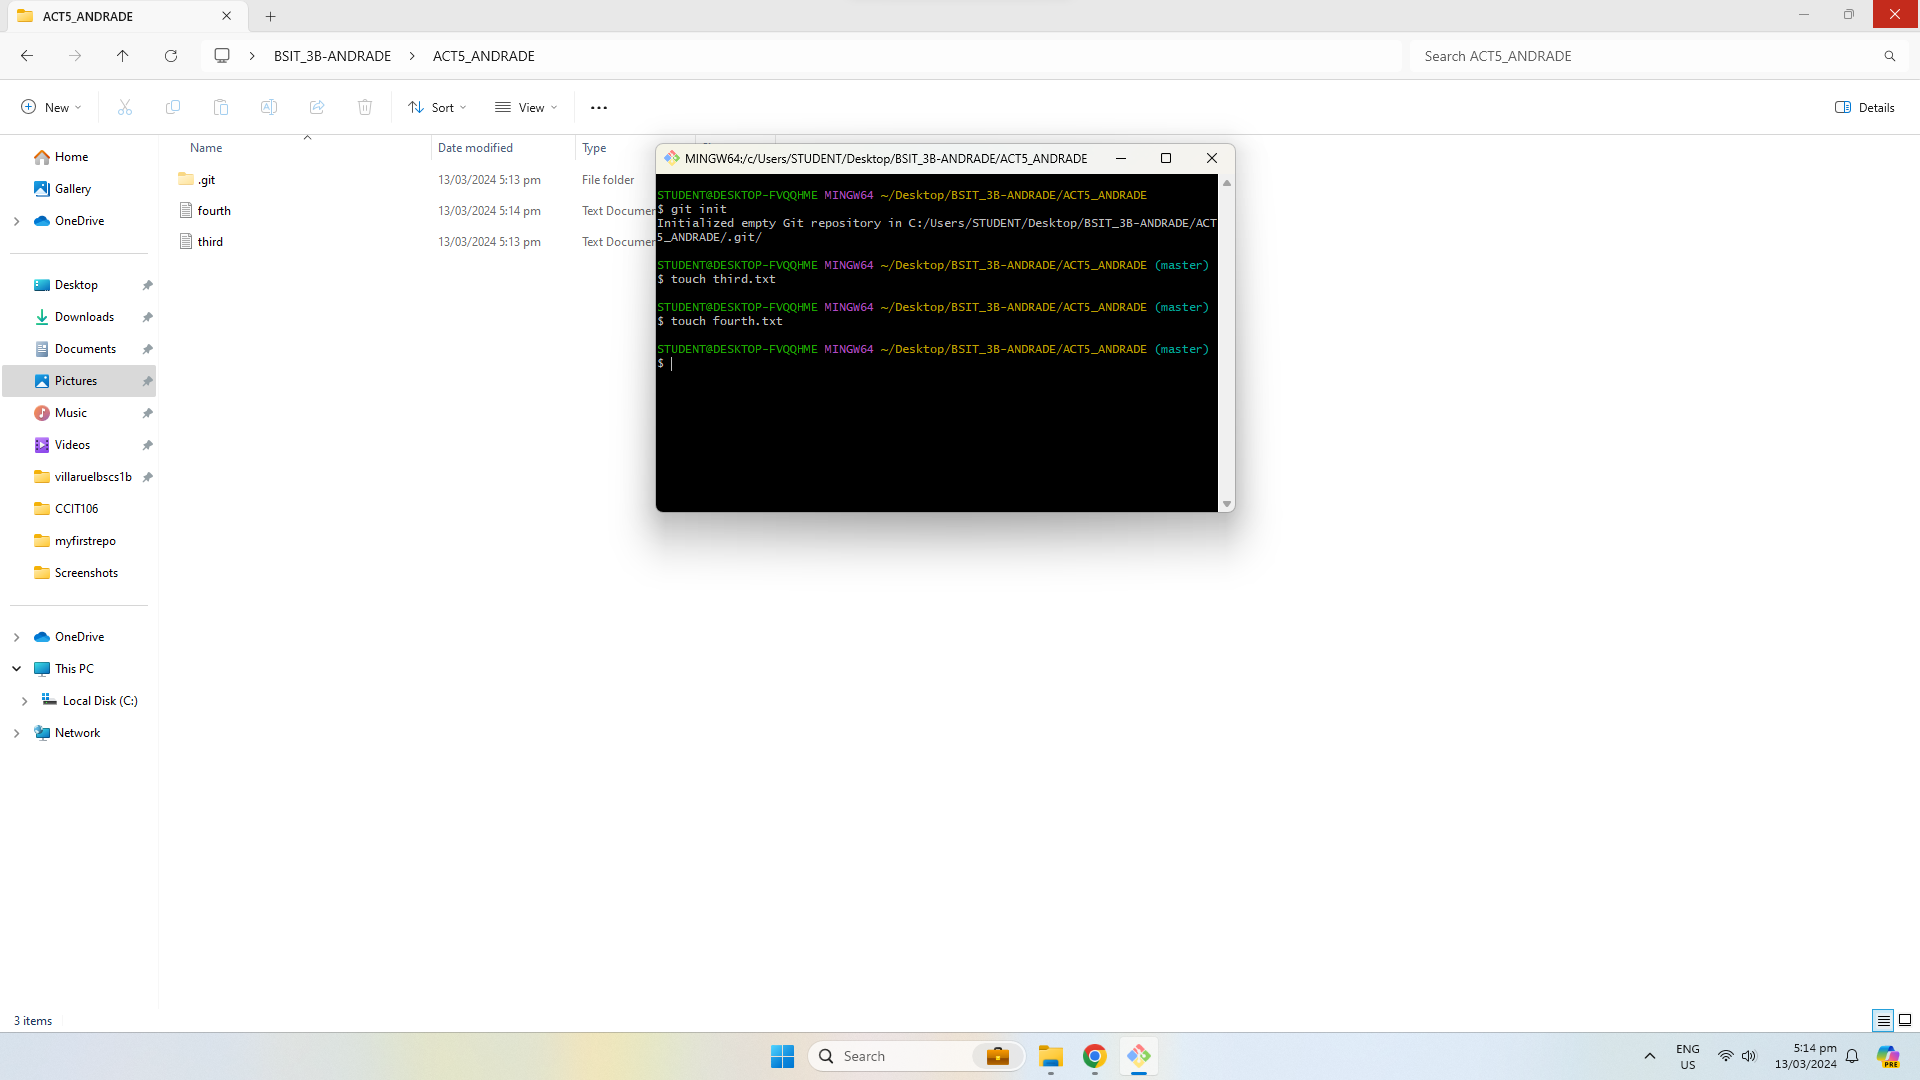 ACT5_ANDRADE
BSIT_3B-ANDRADE
ACT5_ANDRADE
Search ACT5_ANDRADE
New
Sort
View
Details
Home
Gallery
OneDrive
Desktop
Downloads
Documents
Pictures
Music
Videos
villaruelbscs1b
CCIT106
myfirstrepo
Screenshots
OneDrive
This PC
Local Disk (C:)
Network
Name Date modified Type
.git 13/03/2024 5:13 pm File folder
fourth 13/03/2024 5:14 pm Text Documen
third 13/03/2024 5:13 pm Text Documen
MINGW64:/c/Users/STUDENT/Desktop/BSIT_3B-ANDRADE/ACT5_ANDRADE
STUDENT@DESKTOP-FVQQHME MINGW64 ~/Desktop/BSIT_3B-ANDRADE/ACT5_ANDRADE
$ git init
Initialized empty Git repository in C:/Users/STUDENT/Desktop/BSIT_3B-ANDRADE/ACT
5_ANDRADE/.git/
STUDENT@DESKTOP-FVQQHME MINGW64 ~/Desktop/BSIT_3B-ANDRADE/ACT5_ANDRADE (master)
$ touch third.txt
STUDENT@DESKTOP-FVQQHME MINGW64 ~/Desktop/BSIT_3B-ANDRADE/ACT5_ANDRADE (master)
$ touch fourth.txt
STUDENT@DESKTOP-FVQQHME MINGW64 ~/Desktop/BSIT_3B-ANDRADE/ACT5_ANDRADE (master)
$
3 items
Search
ENG
US
5:14 pm
13/03/2024
PRE